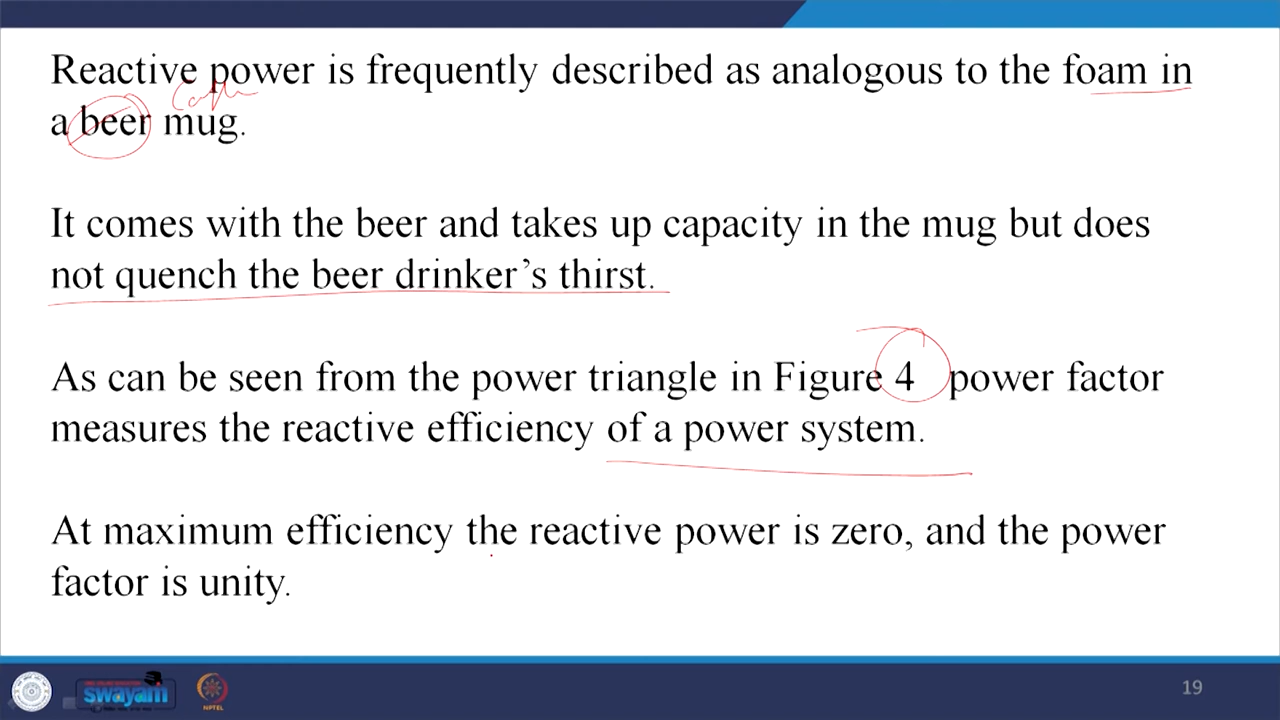 Reactive power is frequently described as analogous to the foam in
a beer mug.
It comes with the beer and takes up capacity in the mug but does
not quench the beer drinker’s thirst.
As can be seen from the power triangle in Figure 4 power factor
measures the reactive efficiency of a power system.
At maximum efficiency the reactive power is zero, and the power
factor is unity.
swayam
NPTEL
19